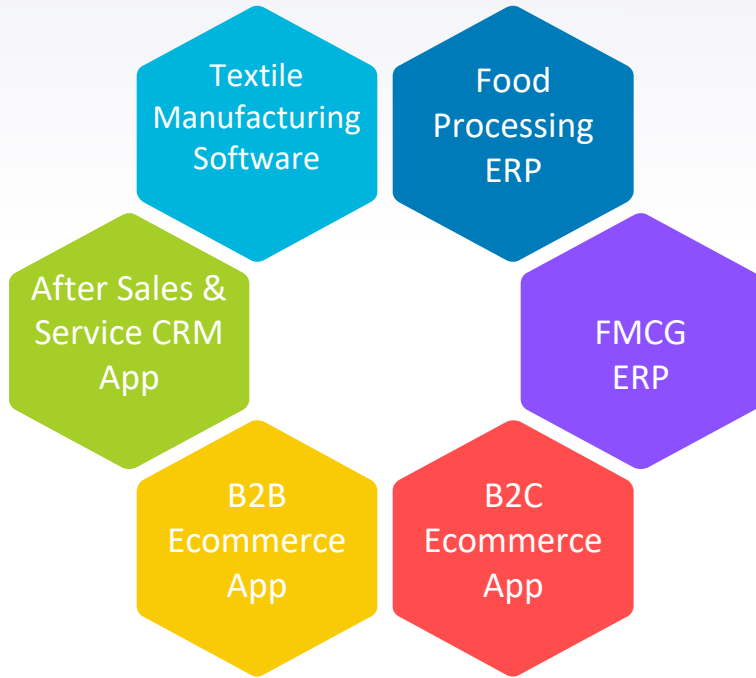 Textile
Manufacturing
Software
Food
Processing
ERP
After Sales &
Service CRM
App
FMCG
ERP
B2B
Ecommerce
App
B2C
Ecommerce
App